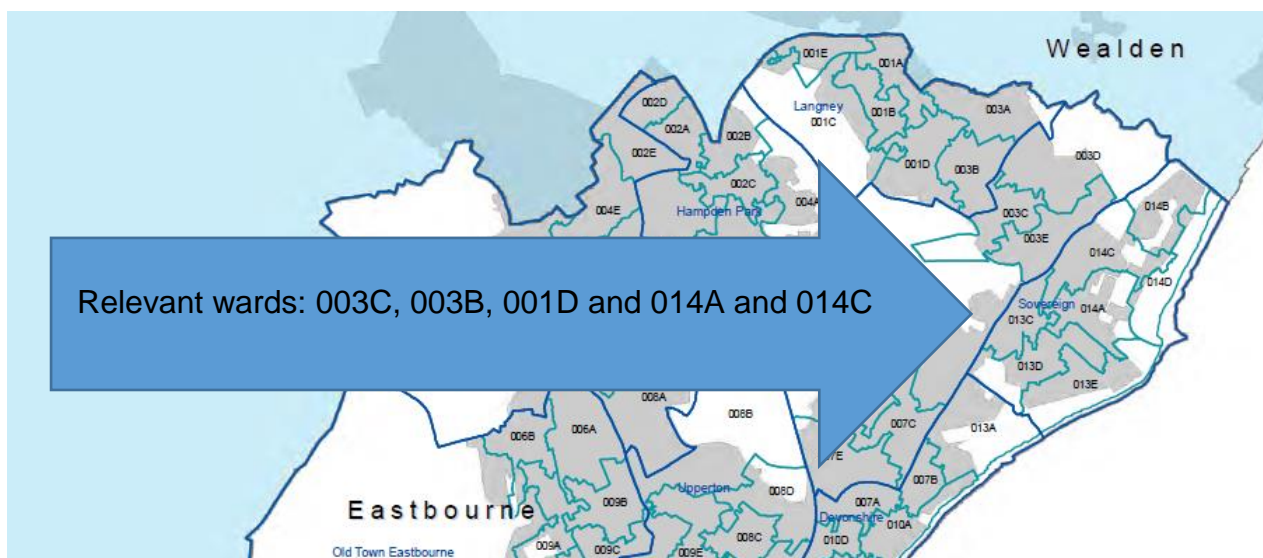 Wealden
001E
001A
Langney
001C
001B
003A
002D
002A
002B
002E
001D
003B
003D
002C
004A
004E
Hampden Park
003C
003E
014B
014C
014D
Relevant wards: 003C, 003B, 001D and 014A and 014C
Sovereign
013C
014A
013D
013E
008A
008B
007C
013A
006B
006A
07E
Upperton
008D
007B
007A
Eastbourne
009B
Devonshire
010A
008C
010D
009A
009C
009E
Old Town Eastbourne